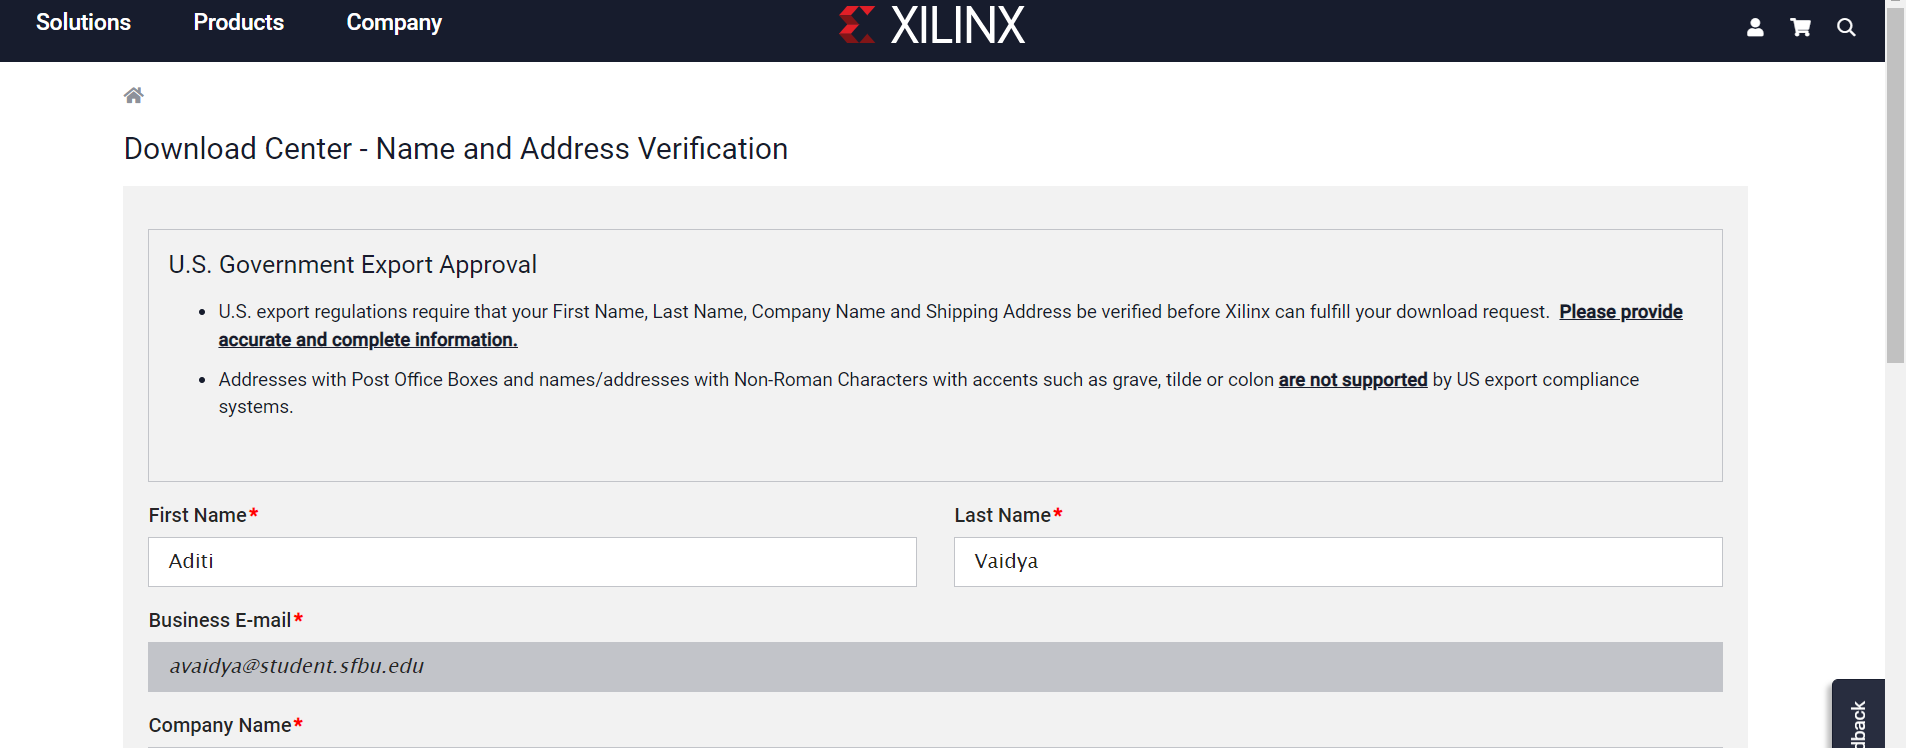 Solutions Products Company XILINX
Download Center - Name and Address Verification
U.S. Government Export Approval
• U.S. export regulations require that your First Name, Last Name, Company Name and Shipping Address be verified before Xilinx can fulfill your download request. Please provide
accurate and complete information.
• Addresses with Post Office Boxes and names/addresses with Non-Roman Characters with accents such as grave, tilde or colon are not supported by US export compliance
systems.
First Name* Last Name*
Aditi Vaidya
Business E-mail*
avaidya@student.sfbu.edu
Company Name*
dback